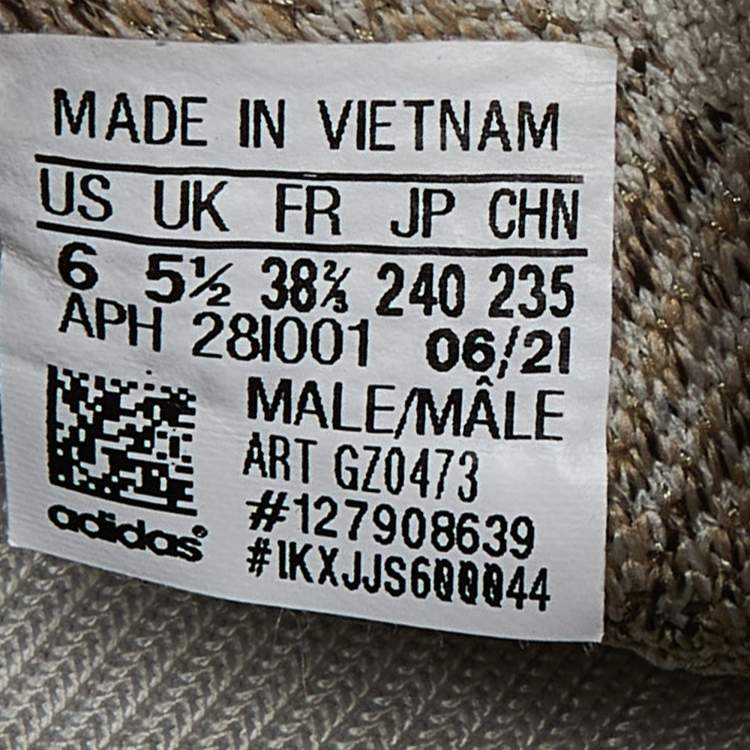 MADE IN VIETNAM
US UK FR JP CHN
6 5½ 38⅔ 240 235
APH 281001 06/21
MALE/MÂLE
ART GZ0473
#127908639
#1KXJJS600044
adidas®